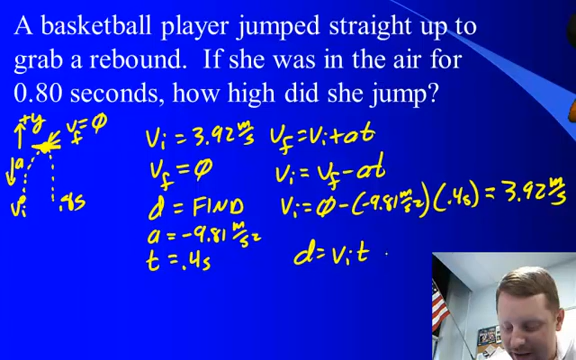 A basketball player jumped straight up to
grab a rebound. If she was in the air for
0.80 seconds, how high did she jump?
+y
vf=∅
a
vi
.8s
vi = 3.92 m/s
vf = ∅
d = FIND
a = -9.81 m/s2
t = .4s
vf = vi + at
vi = vf - at
vi = ∅ - (-9.81 m/s2)(.4s) = 3.92 m/s
d = vit